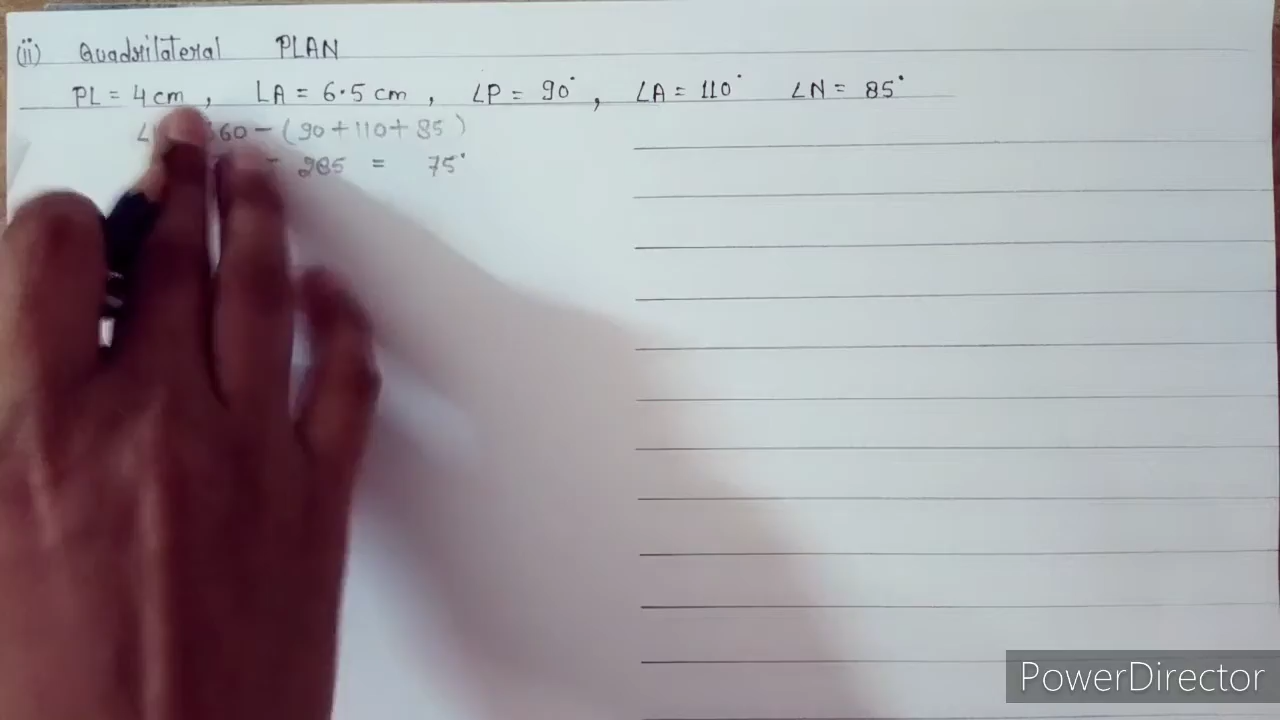 (ii) Quadrilateral PLAN
PL = 4 cm , LA = 6.5 cm , ∠P = 90° , ∠A = 110° ∠N = 85°
60 - (90 + 110 + 85)
- 285 = 75°
PowerDirector